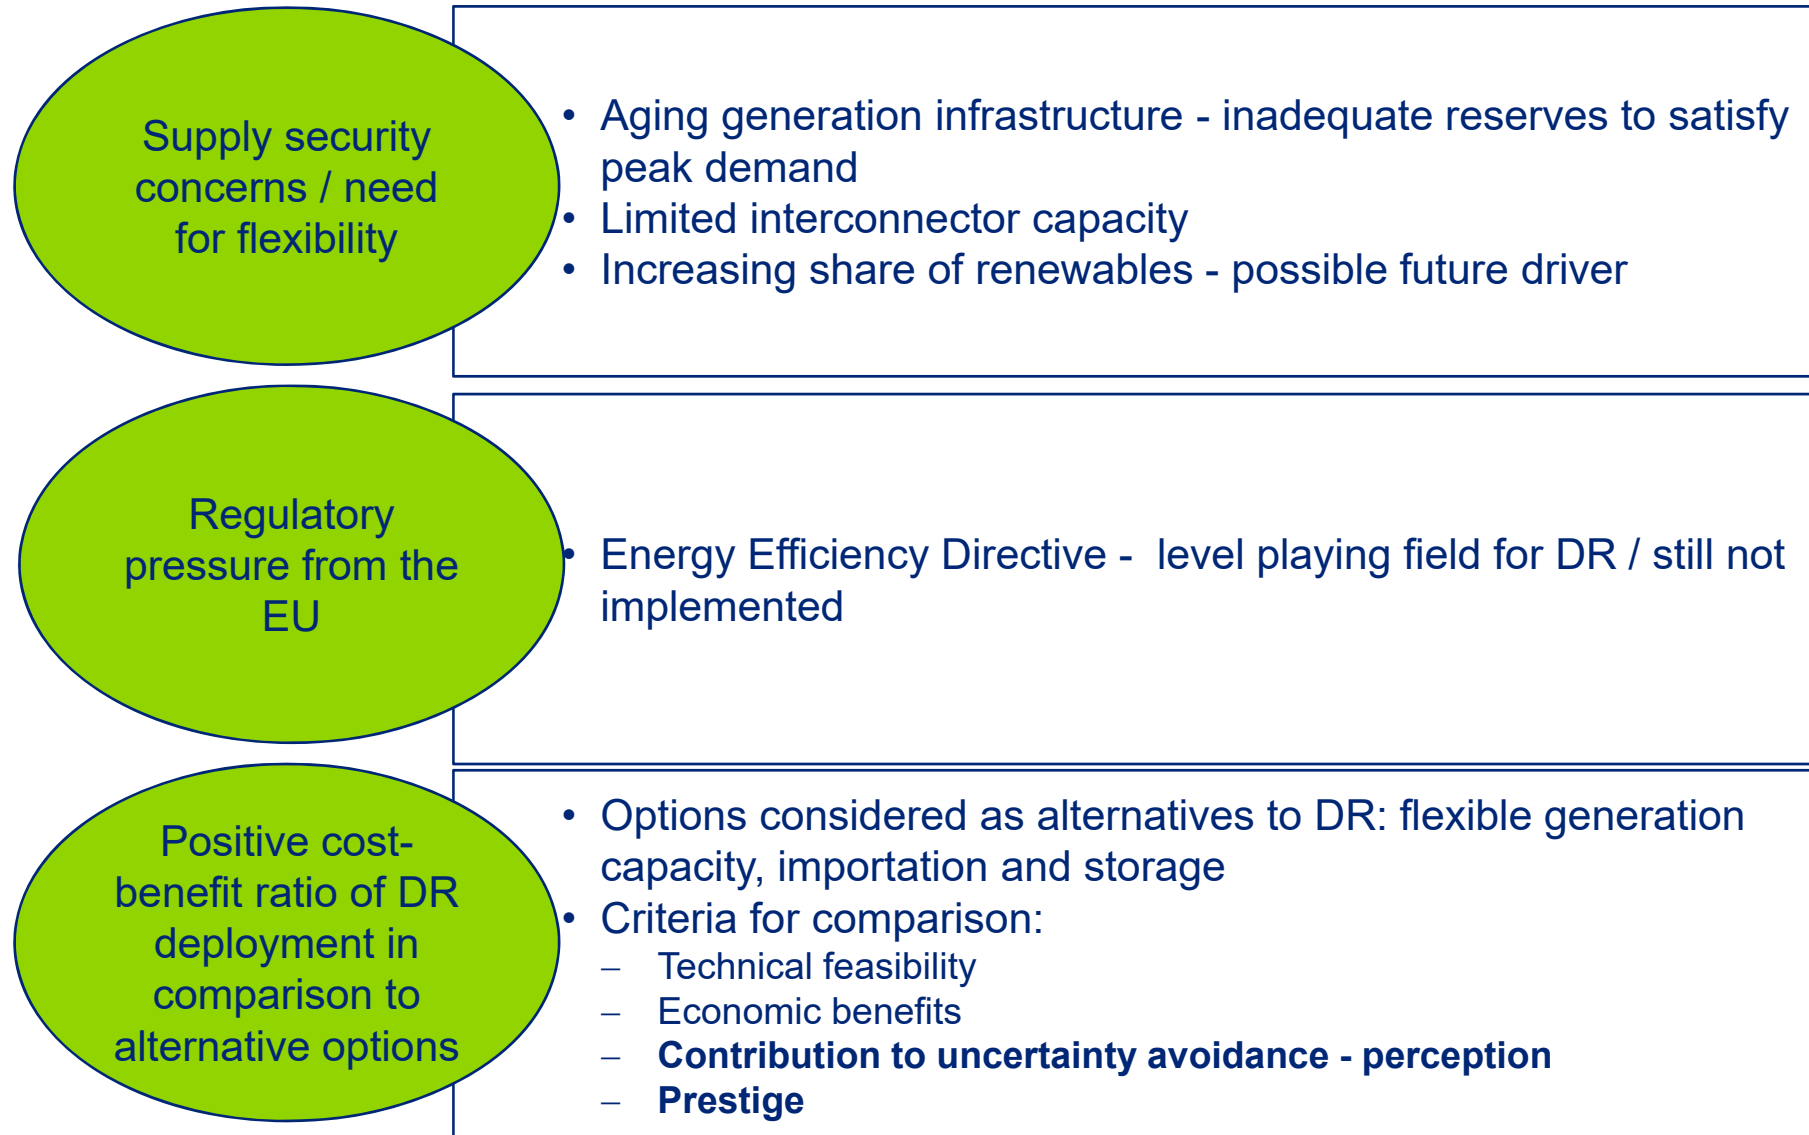 Supply security
concerns / need
for flexibility
• Aging generation infrastructure - inadequate reserves to satisfy
peak demand
• Limited interconnector capacity
• Increasing share of renewables - possible future driver
Regulatory
pressure from the
EU
• Energy Efficiency Directive -  level playing field for DR / still not
implemented
Positive cost-
benefit ratio of DR
deployment in
comparison to
alternative options
• Options considered as alternatives to DR: flexible generation
capacity, importation and storage
• Criteria for comparison:
– Technical feasibility
– Economic benefits
– Contribution to uncertainty avoidance - perception
– Prestige